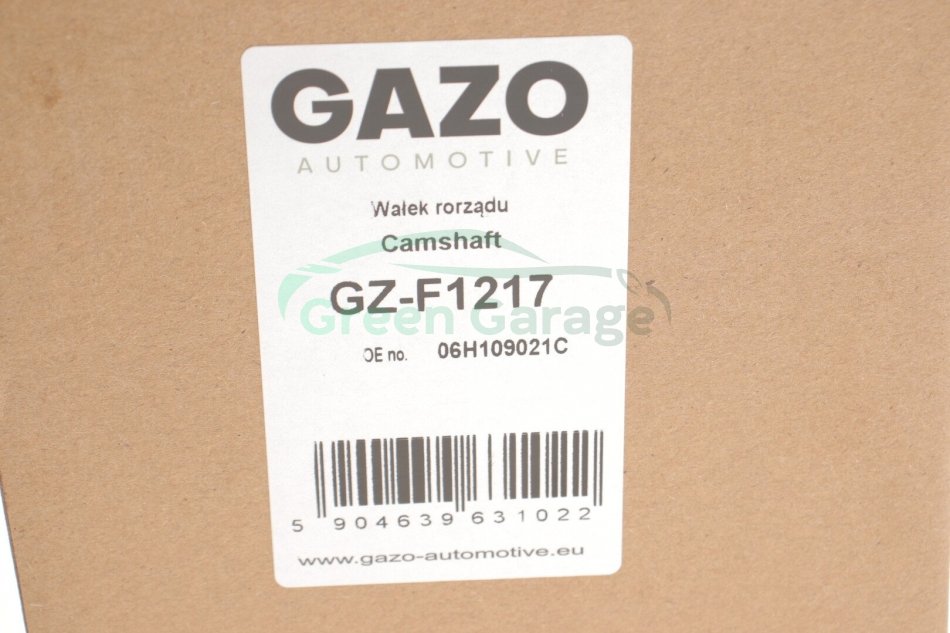 GAZO
AUTOMOTIVE
Wałek rorządu
Camshaft
GZ-F1217
Green Garage
OE no. 06H109021C
5 904639 631022
www.gazo-automotive.eu